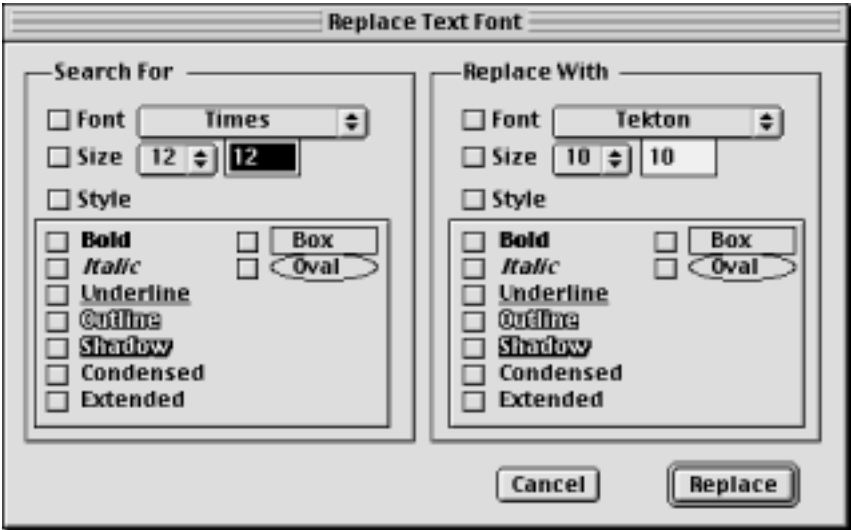 Replace Text Font
Search For
Font Times
Size 12 12
Style
Bold Box
Italic Oval
Underline
Outline
Shadow
Condensed
Extended
Replace With
Font Tekton
Size 10 10
Style
Bold Box
Italic Oval
Underline
Outline
Shadow
Condensed
Extended
Cancel Replace